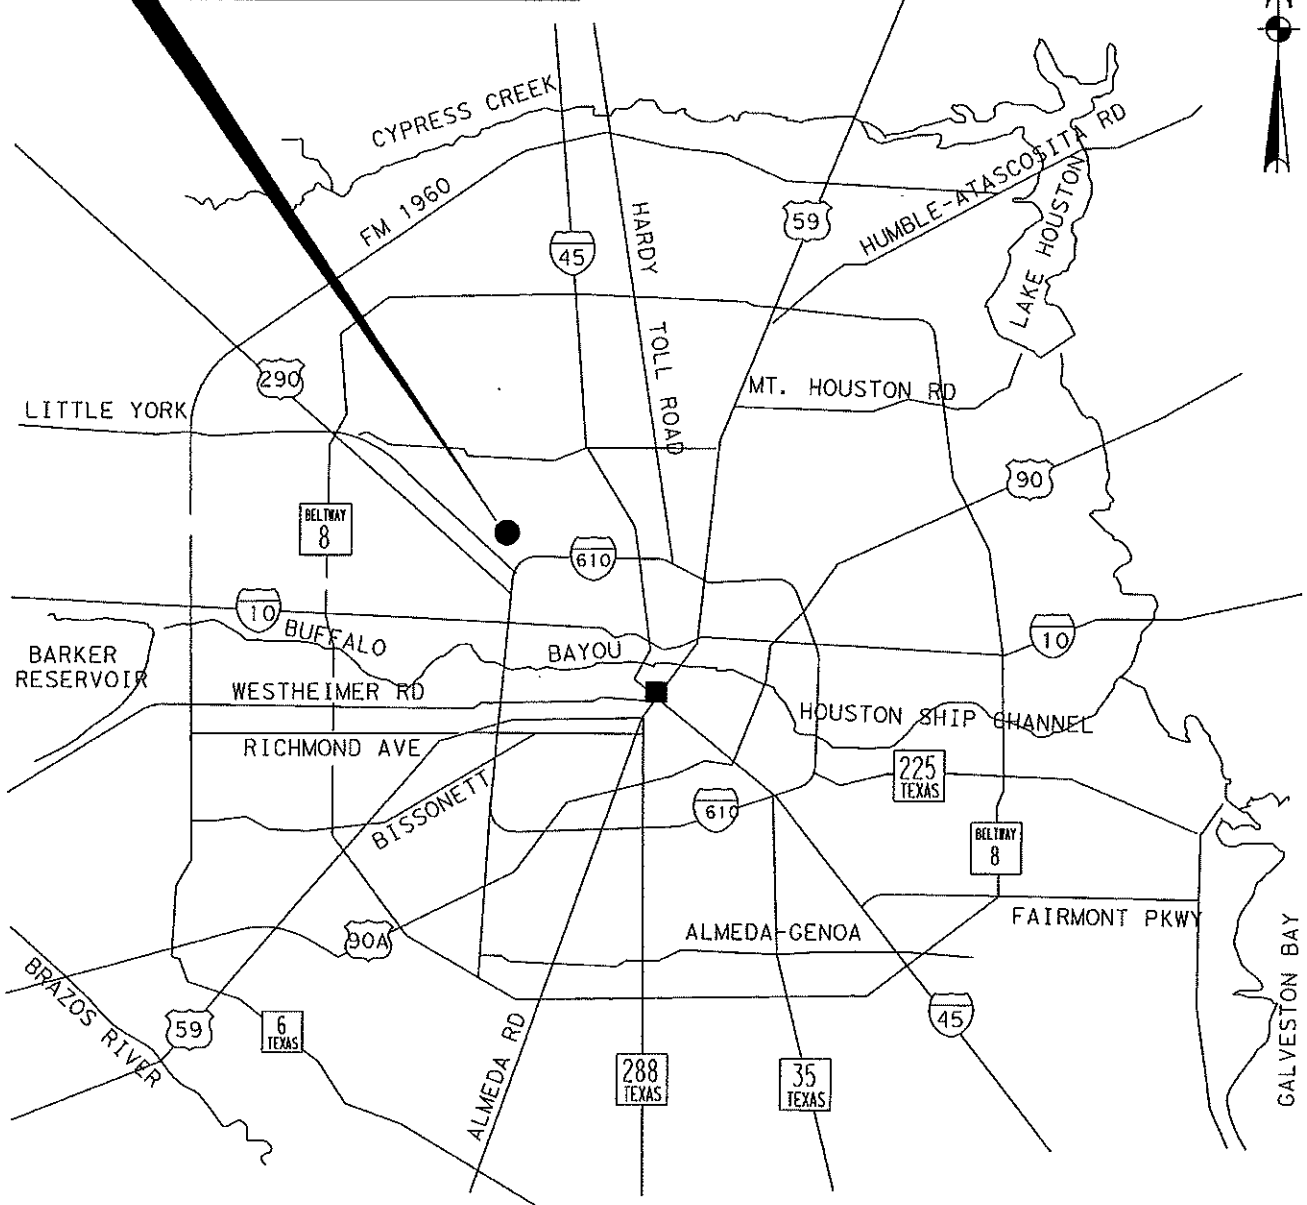 CYPRESS CREEK
HUMBLE-ATASCOSITA RD
FM 1960
HARDY
59
45
LAKE HOUSTON
TOLL ROAD
290
MT. HOUSTON RD
LITTLE YORK
90
BELTWAY
8
610
10
BUFFALO
BAYOU
10
BARKER
RESERVOIR
WESTHEIMER RD
HOUSTON SHIP CHANNEL
RICHMOND AVE
225
TEXAS
BISSONETT
610
BELTWAY
8
FAIRMONT PKWY
90A
ALMEDA-GENOA
BRAZOS RIVER
59
6
TEXAS
45
GALVESTON BAY
ALMEDA RD
288
TEXAS
35
TEXAS